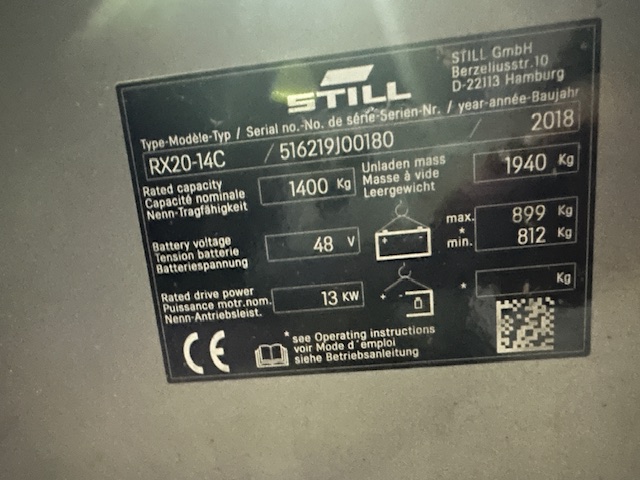 STILL
STILL GmbH
Berzeliusstr.10
D-22113 Hamburg
Type-Modèle-Typ / Serial no.-No. de série-Serien-Nr. / year-année-Baujahr
RX20-14C / 516219J00180 / 2018
Rated capacity
Capacité nominale
Nenn-Tragfähigkeit
1400 Kg
Unladen mass
Masse à vide
Leergewicht
1940 Kg
Battery voltage
Tension batterie
Batteriespannung
48 V
+ -
max. 899 Kg
*
min. 812 Kg
Rated drive power
Puissance motr.nom.
Nenn-Antriebsleist.
13 KW
+
* Kg
CE
* see Operating instructions
voir Mode d´emploi
siehe Betriebsanleitung